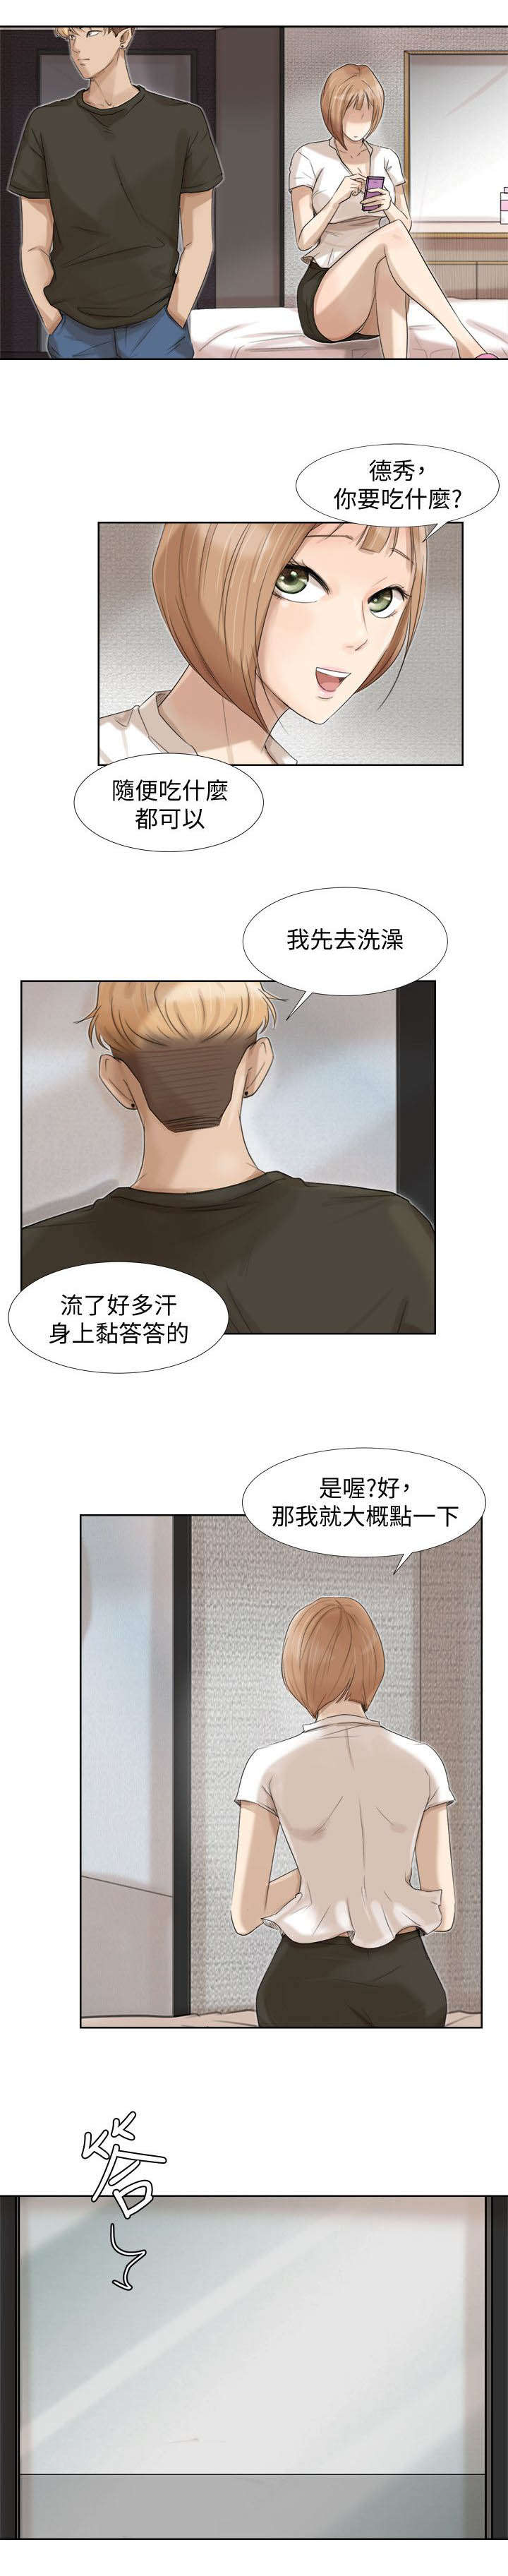 德秀，
你要吃什麼?
隨便吃什麼
都可以
我先去洗澡
流了好多汗
身上黏答答的
是喔?好，
那我就大概點一下
答